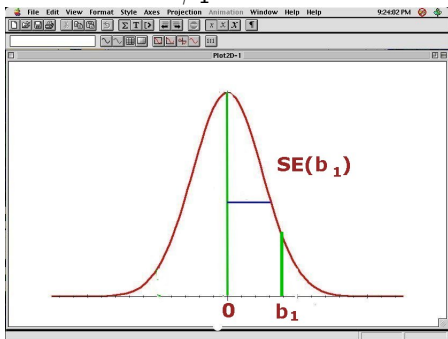 File Edit View Format Style Axes Projection Animation Window Help Help 9:24:02 PM
Σ T x x X ¶
Plot2D-1
SE(b 1)
0 b1